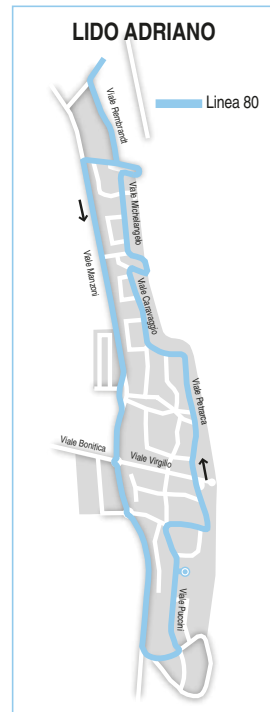 LIDO ADRIANO
Linea 80
Viale Rembrandt
Viale Michelangelo
Viale Manzoni
Viale Caravaggio
Viale Petrarca
Viale Bonifica
Viale Virgilio
Viale Puccini